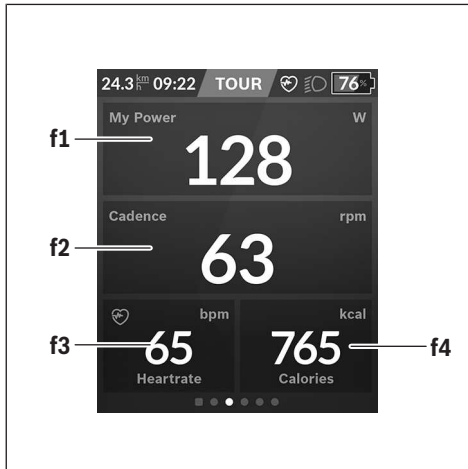 24.3 km/h 09:22 TOUR 76%
f1
My Power W
128
f2
Cadence rpm
63
f3
bpm
65
Heartrate
kcal
765
Calories
f4